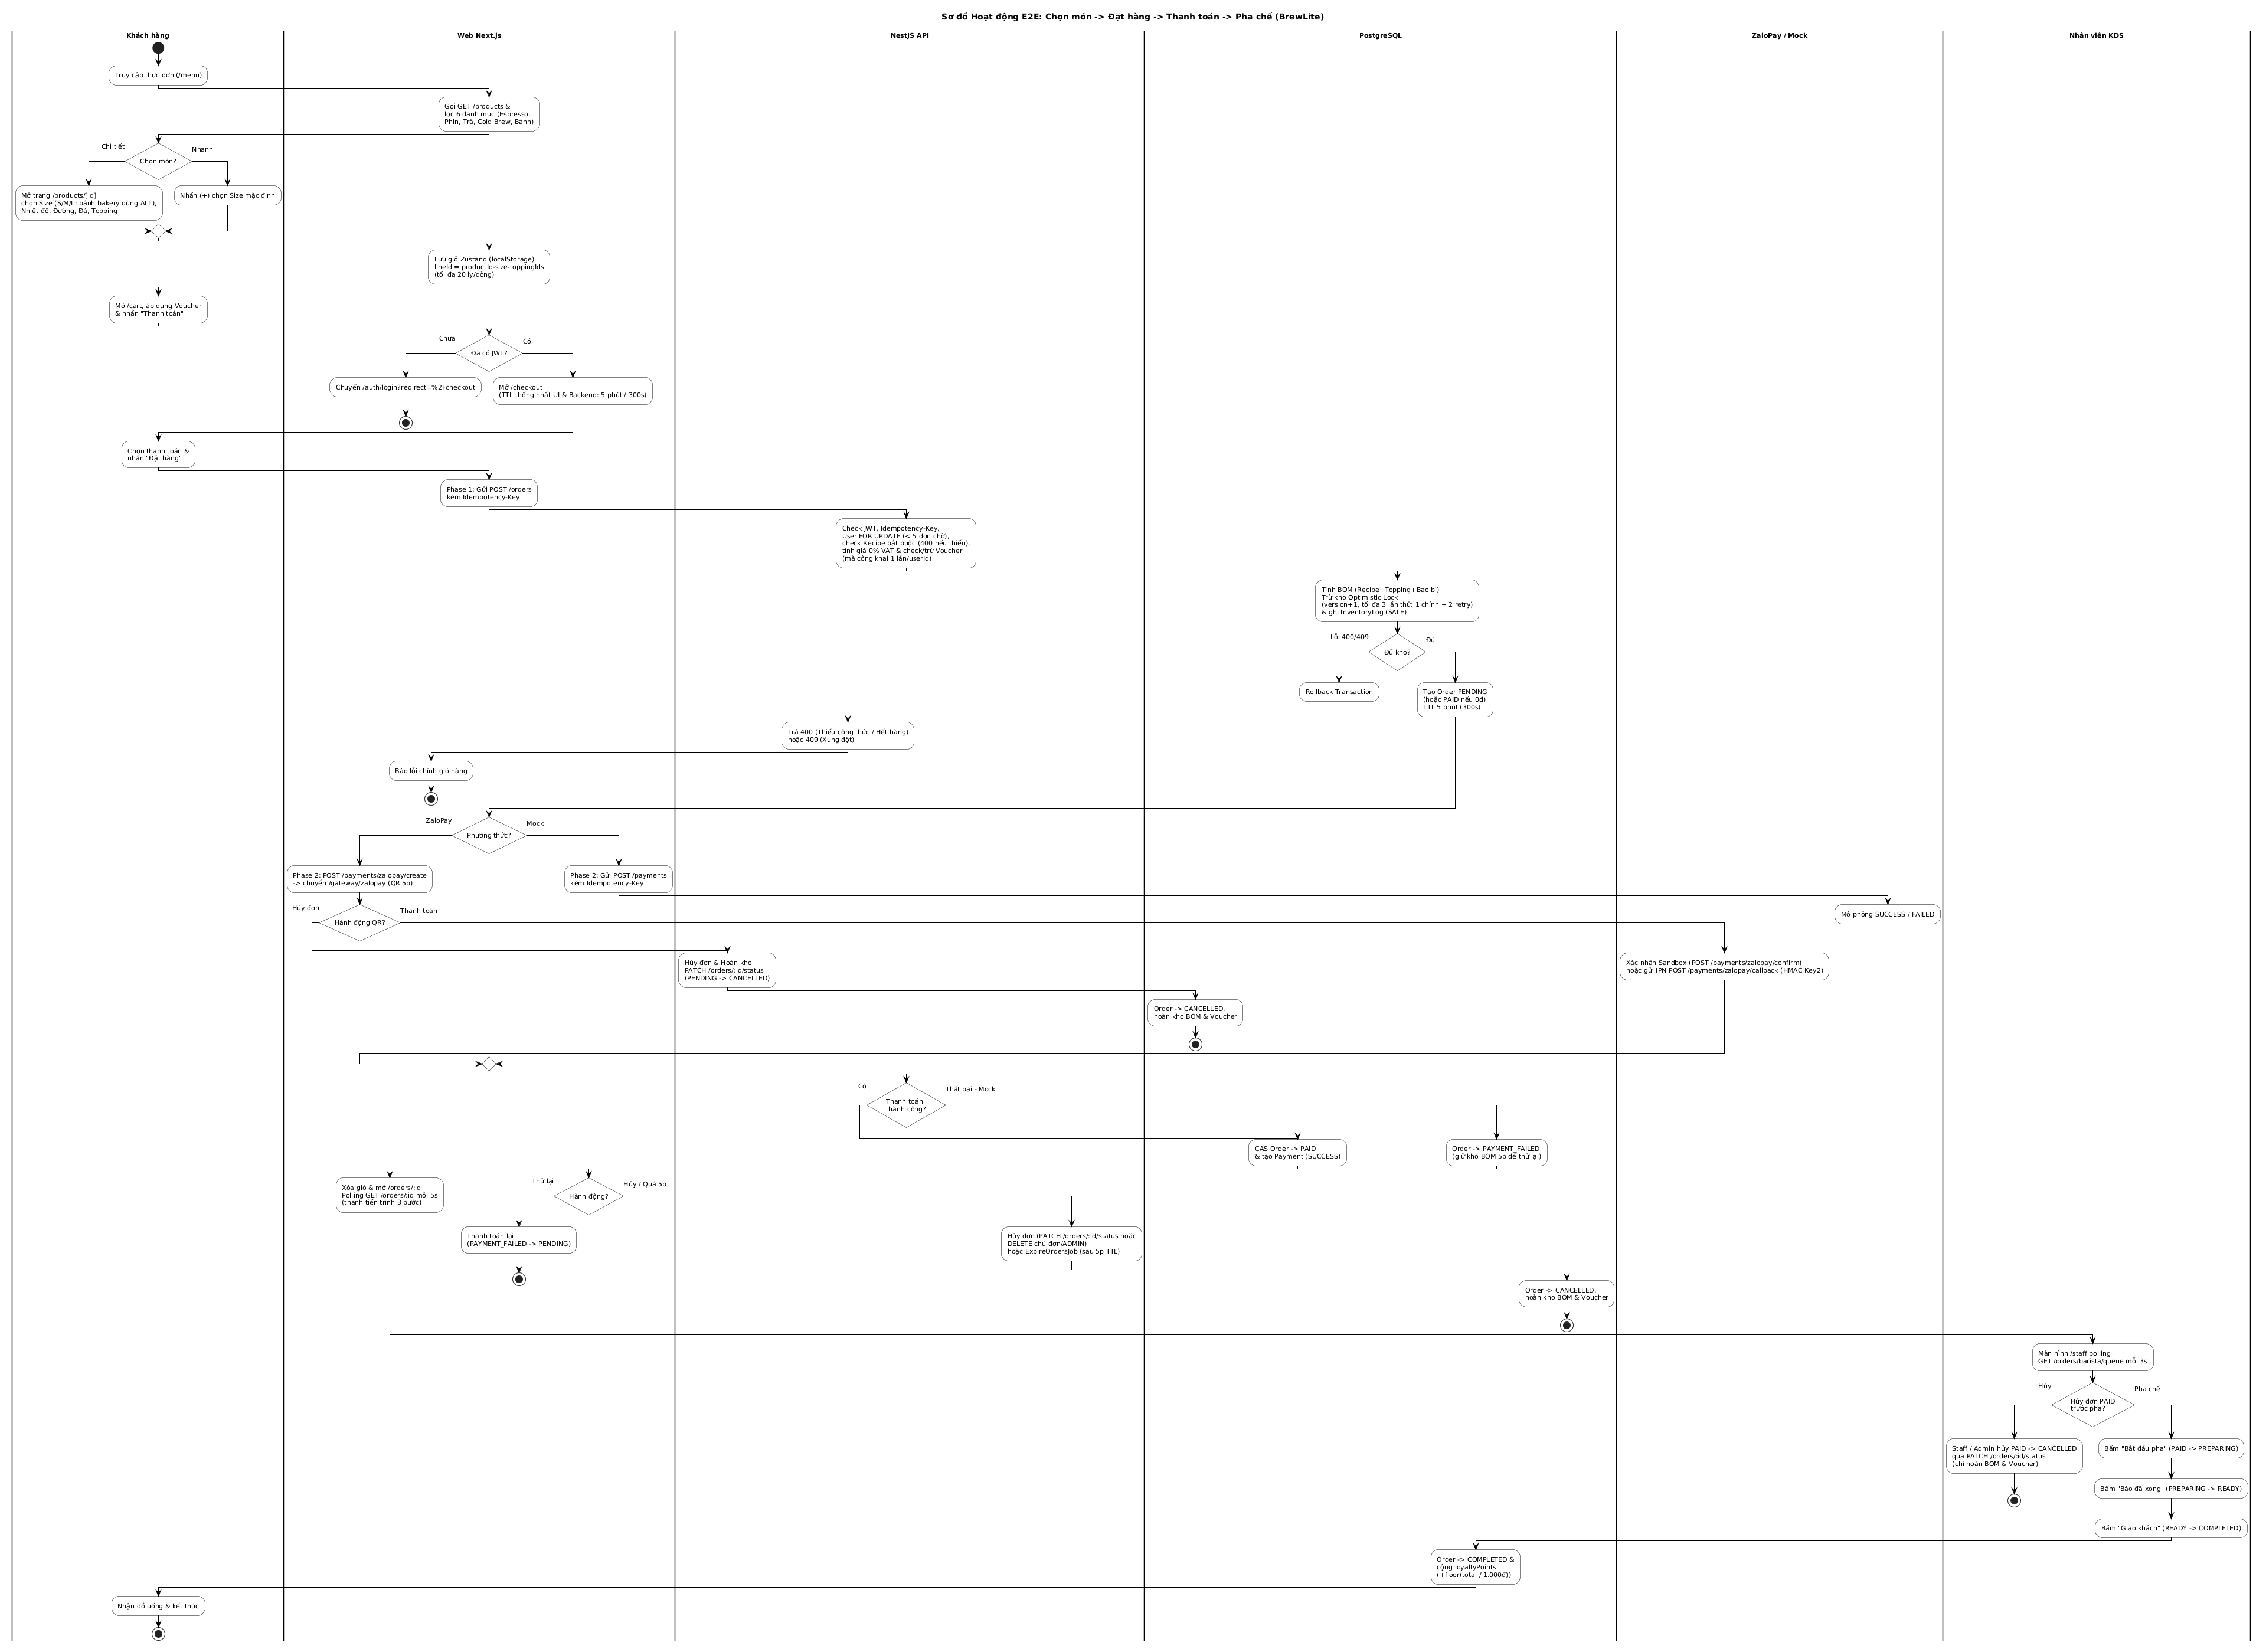 Sơ đồ Hoạt động E2E: Chọn món -> Đặt hàng -> Thanh toán -> Pha chế (BrewLite)
Khách hàng
Web Next.js
NestJS API
PostgreSQL
ZaloPay / Mock
Nhân viên KDS
Truy cập thực đơn (/menu)
Gọi GET /products &
lọc 6 danh mục (Espresso,
Phin, Trà, Cold Brew, Bánh)
Chọn món?
Chi tiết
Nhanh
Mở trang /products/[id]
chọn Size (S/M/L; bánh bakery dùng ALL),
Nhiệt độ, Đường, Đá, Topping
Nhấn (+) chọn Size mặc định
Lưu giỏ Zustand (localStorage)
lineId = productId-size-toppingIds
(tối đa 20 ly/dòng)
Mở /cart, áp dụng Voucher
& nhấn "Thanh toán"
Đã có JWT?
Chưa
Có
Chuyển /auth/login?redirect=%2Fcheckout
Mở /checkout
(TTL thống nhất UI & Backend: 5 phút / 300s)
Chọn thanh toán &
nhấn "Đặt hàng"
Phase 1: Gửi POST /orders
kèm Idempotency-Key
Check JWT, Idempotency-Key,
User FOR UPDATE (< 5 đơn chờ),
check Recipe bắt buộc (400 nếu thiếu),
tính giá 0% VAT & check/trừ Voucher
(mã công khai 1 lần/userId)
Tính BOM (Recipe+Topping+Bao bì)
Trừ kho Optimistic Lock
(version+1, tối đa 3 lần thử: 1 chính + 2 retry)
& ghi InventoryLog (SALE)
Đủ kho?
Lỗi 400/409
Đủ
Rollback Transaction
Tạo Order PENDING
(hoặc PAID nếu 0đ)
TTL 5 phút (300s)
Trả 400 (Thiếu công thức / Hết hàng)
hoặc 409 (Xung đột)
Báo lỗi chỉnh giỏ hàng
Phương thức?
ZaloPay
Mock
Phase 2: POST /payments/zalopay/create
-> chuyển /gateway/zalopay (QR 5p)
Phase 2: Gửi POST /payments
kèm Idempotency-Key
Hành động QR?
Hủy đơn
Thanh toán
Mô phỏng SUCCESS / FAILED
Hủy đơn & Hoàn kho
PATCH /orders/:id/status
(PENDING -> CANCELLED)
Xác nhận Sandbox (POST /payments/zalopay/confirm)
hoặc gửi IPN POST /payments/zalopay/callback (HMAC Key2)
Order -> CANCELLED,
hoàn kho BOM & Voucher
Thanh toán
thành công?
Có
Thất bại - Mock
CAS Order -> PAID
& tạo Payment (SUCCESS)
Order -> PAYMENT_FAILED
(giữ kho BOM 5p để thử lại)
Xóa giỏ & mở /orders/:id
Polling GET /orders/:id mỗi 5s
(thanh tiến trình 3 bước)
Hành động?
Thử lại
Hủy / Quá 5p
Thanh toán lại
(PAYMENT_FAILED -> PENDING)
Hủy đơn (PATCH /orders/:id/status hoặc
DELETE chủ đơn/ADMIN)
hoặc ExpireOrdersJob (sau 5p TTL)
Order -> CANCELLED,
hoàn kho BOM & Voucher
Màn hình /staff polling
GET /orders/barista/queue mỗi 3s
Hủy đơn PAID
trước pha?
Hủy
Pha chế
Staff / Admin hủy PAID -> CANCELLED
qua PATCH /orders/:id/status
(chỉ hoàn BOM & Voucher)
Bấm "Bắt đầu pha" (PAID -> PREPARING)
Bấm "Báo đã xong" (PREPARING -> READY)
Bấm "Giao khách" (READY -> COMPLETED)
Order -> COMPLETED &
cộng loyaltyPoints
(+floor(total / 1.000đ))
Nhận đồ uống & kết thúc